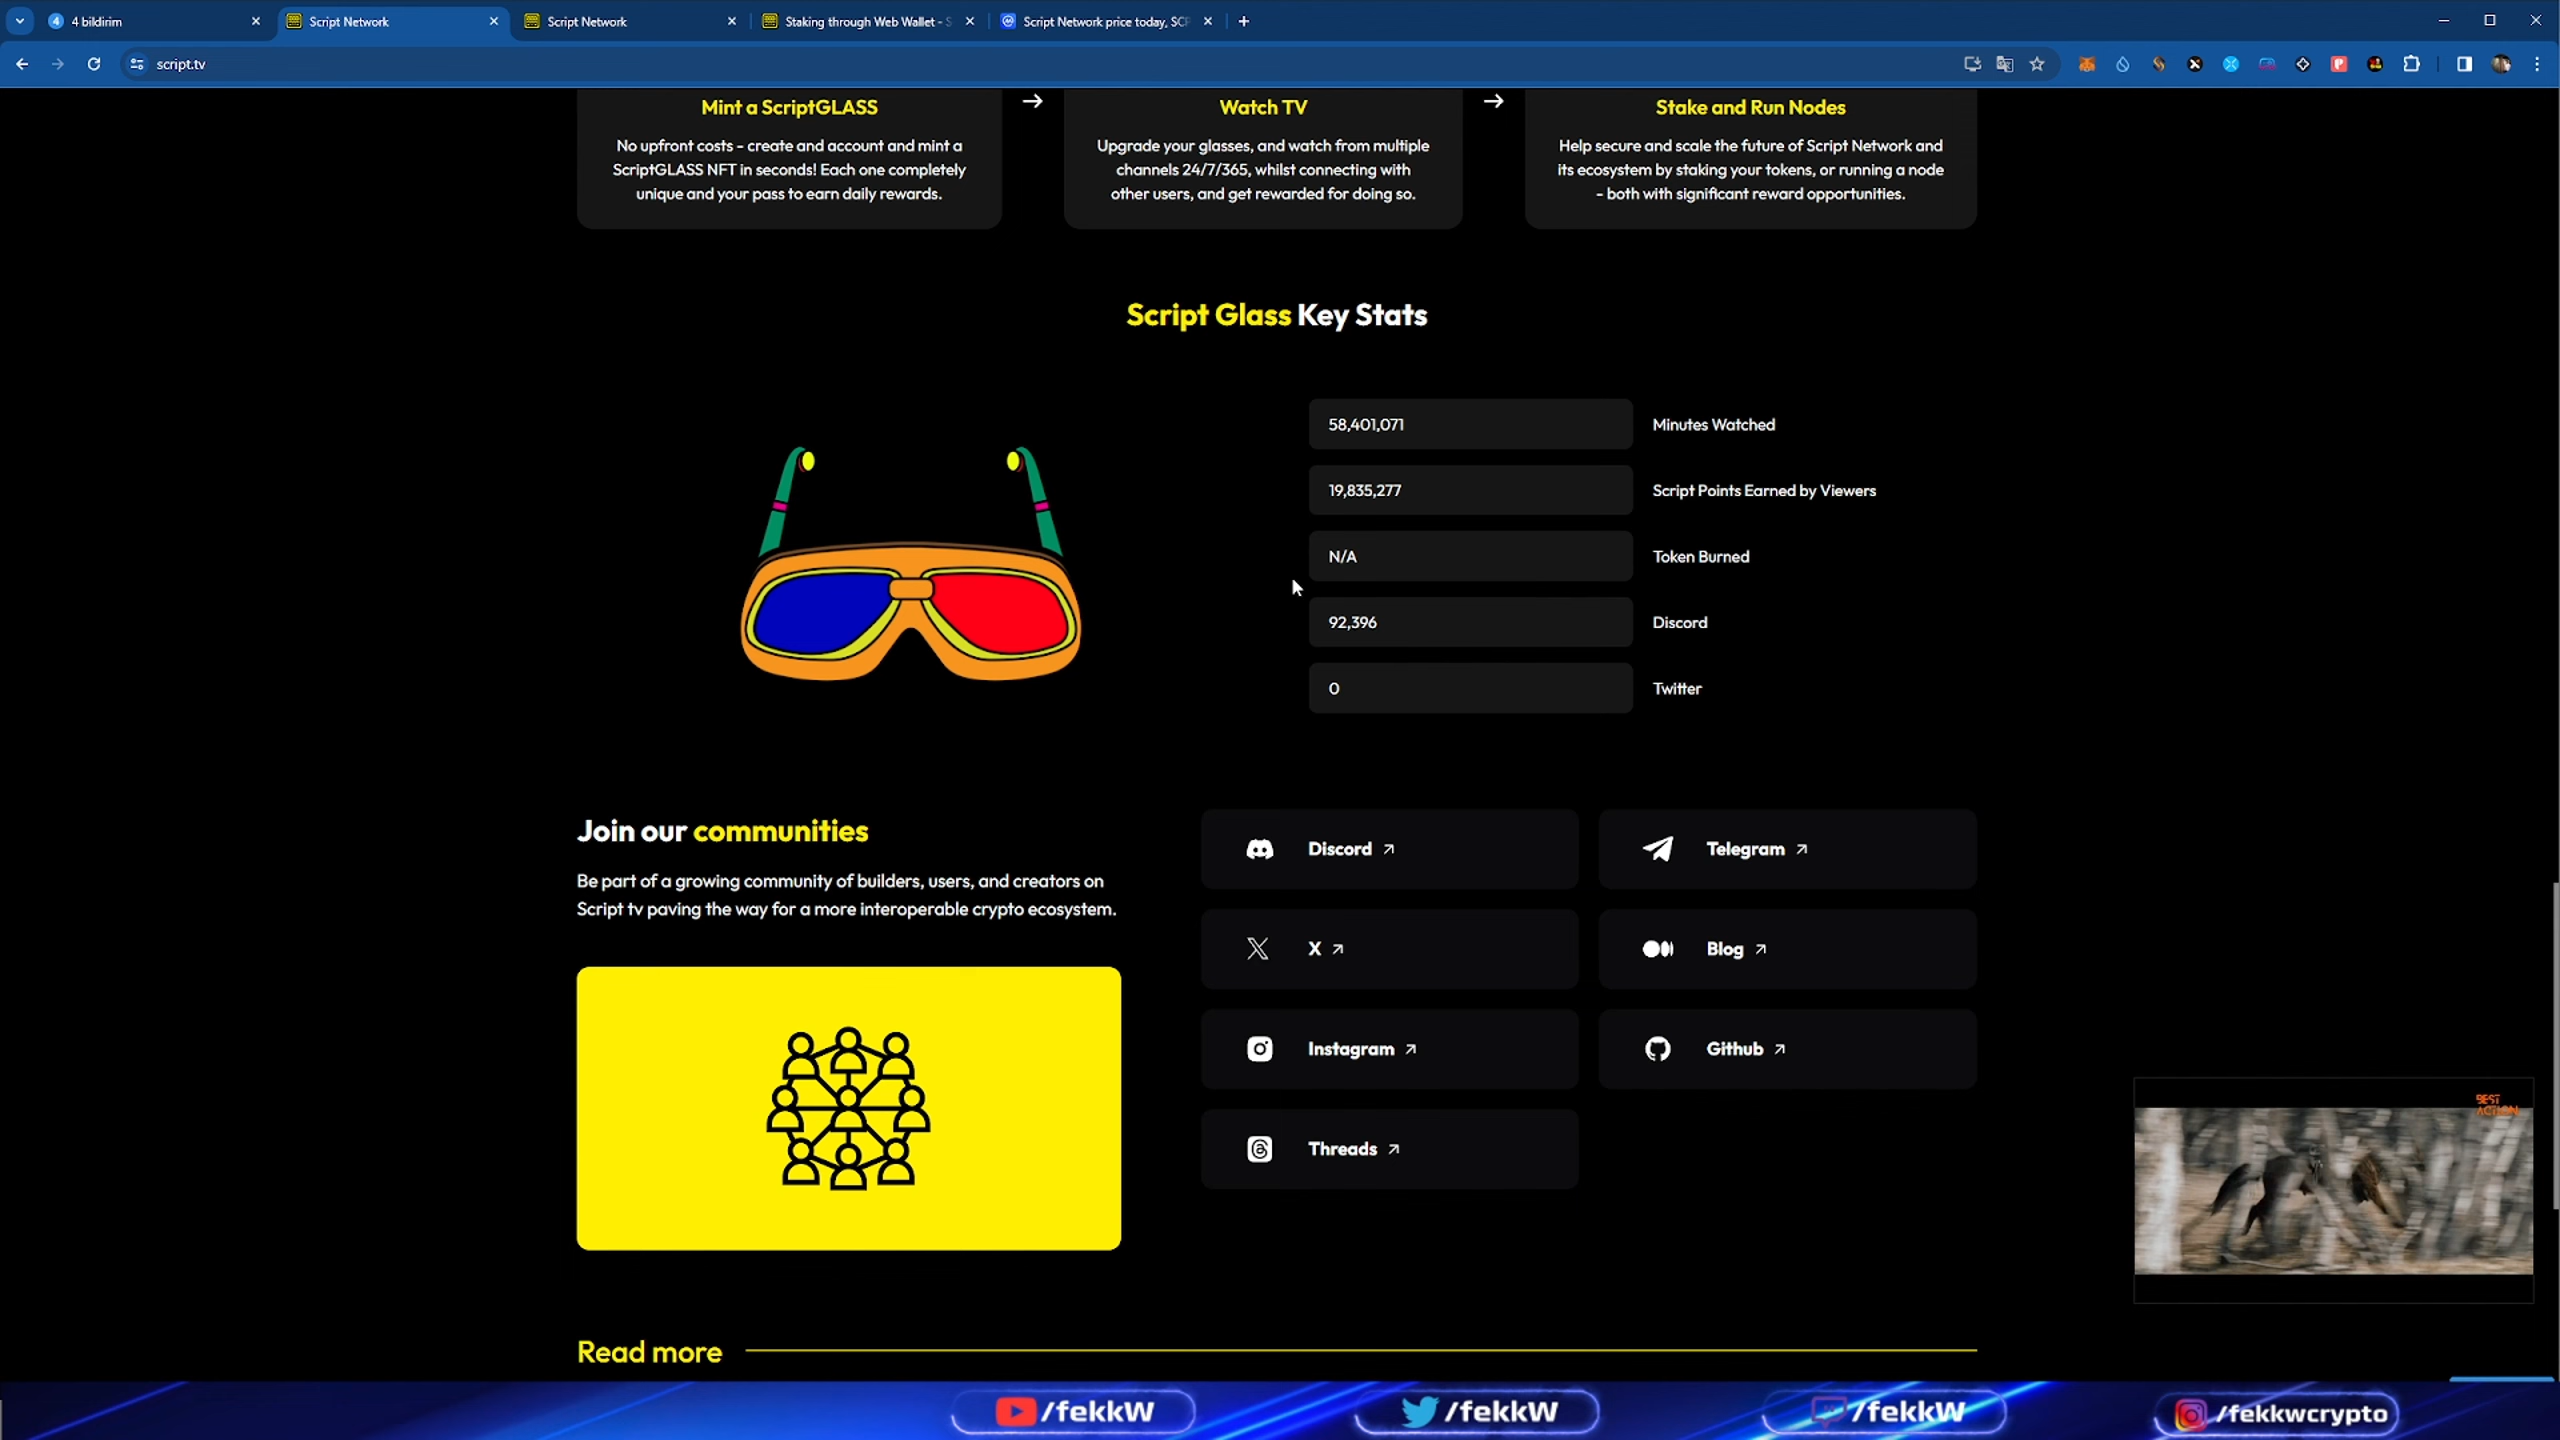 4 bildirim
Script Network
Script Network
Staking through Web Wallet - S
Script Network price today, SCR
script.tv
Mint a ScriptGLASS
No upfront costs - create and account and mint a
ScriptGLASS NFT in seconds! Each one completely
unique and your pass to earn daily rewards.
Watch TV
Upgrade your glasses, and watch from multiple
channels 24/7/365, whilst connecting with
other users, and get rewarded for doing so.
Stake and Run Nodes
Help secure and scale the future of Script Network and
its ecosystem by staking your tokens, or running a node
- both with significant reward opportunities.
Script Glass Key Stats
58,401,071 Minutes Watched
19,835,277 Script Points Earned by Viewers
N/A Token Burned
92,396 Discord
0 Twitter
Join our communities
Be part of a growing community of builders, users, and creators on
Script tv paving the way for a more interoperable crypto ecosystem.
Discord
Telegram
X
Blog
Instagram
Github
Threads
BEST
ACTION
Read more
/fekkW
/fekkW
/fekkW
/fekkwcrypto